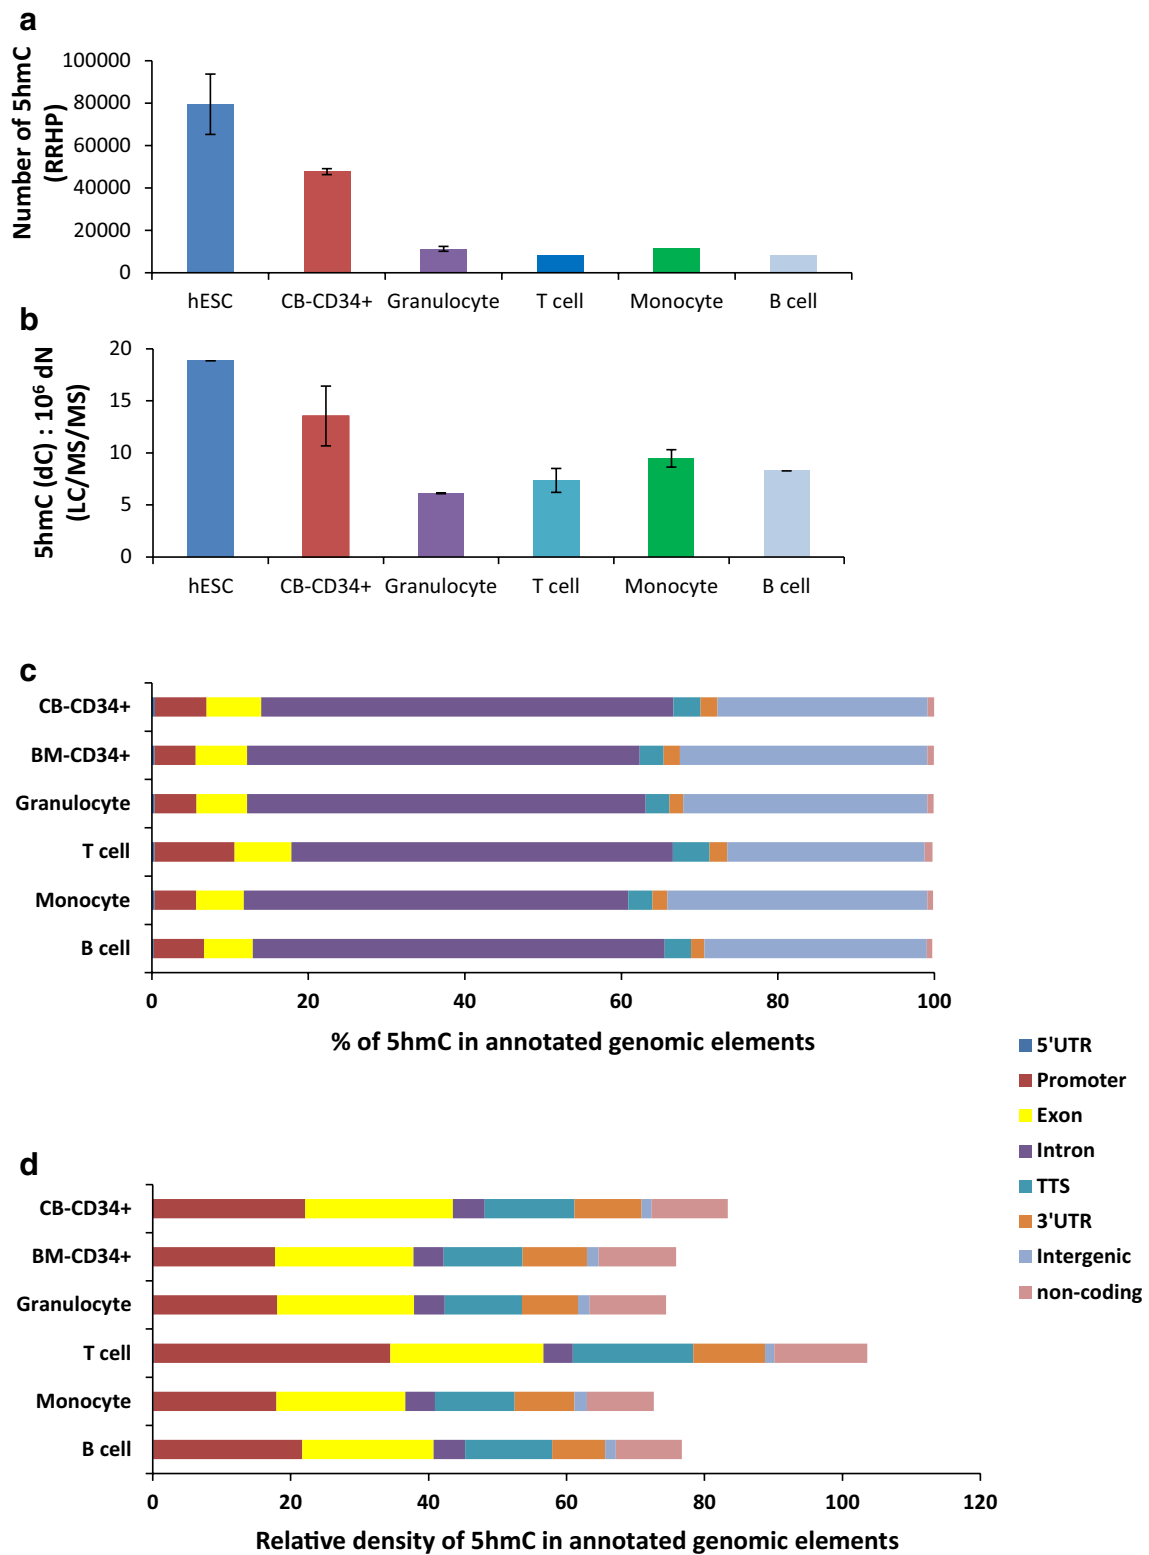 a
Number of 5hmC
(RRHP)
100000
80000
60000
40000
20000
0
hESC CB-CD34+ Granulocyte T cell Monocyte B cell
b
5hmC (dC) : 10⁶ dN
(LC/MS/MS)
20
15
10
5
0
hESC CB-CD34+ Granulocyte T cell Monocyte B cell
c
CB-CD34+
BM-CD34+
Granulocyte
T cell
Monocyte
B cell
0 20 40 60 80 100
% of 5hmC in annotated genomic elements
5'UTR
Promoter
Exon
Intron
TTS
3'UTR
Intergenic
non-coding
d
CB-CD34+
BM-CD34+
Granulocyte
T cell
Monocyte
B cell
0 20 40 60 80 100 120
Relative density of 5hmC in annotated genomic elements